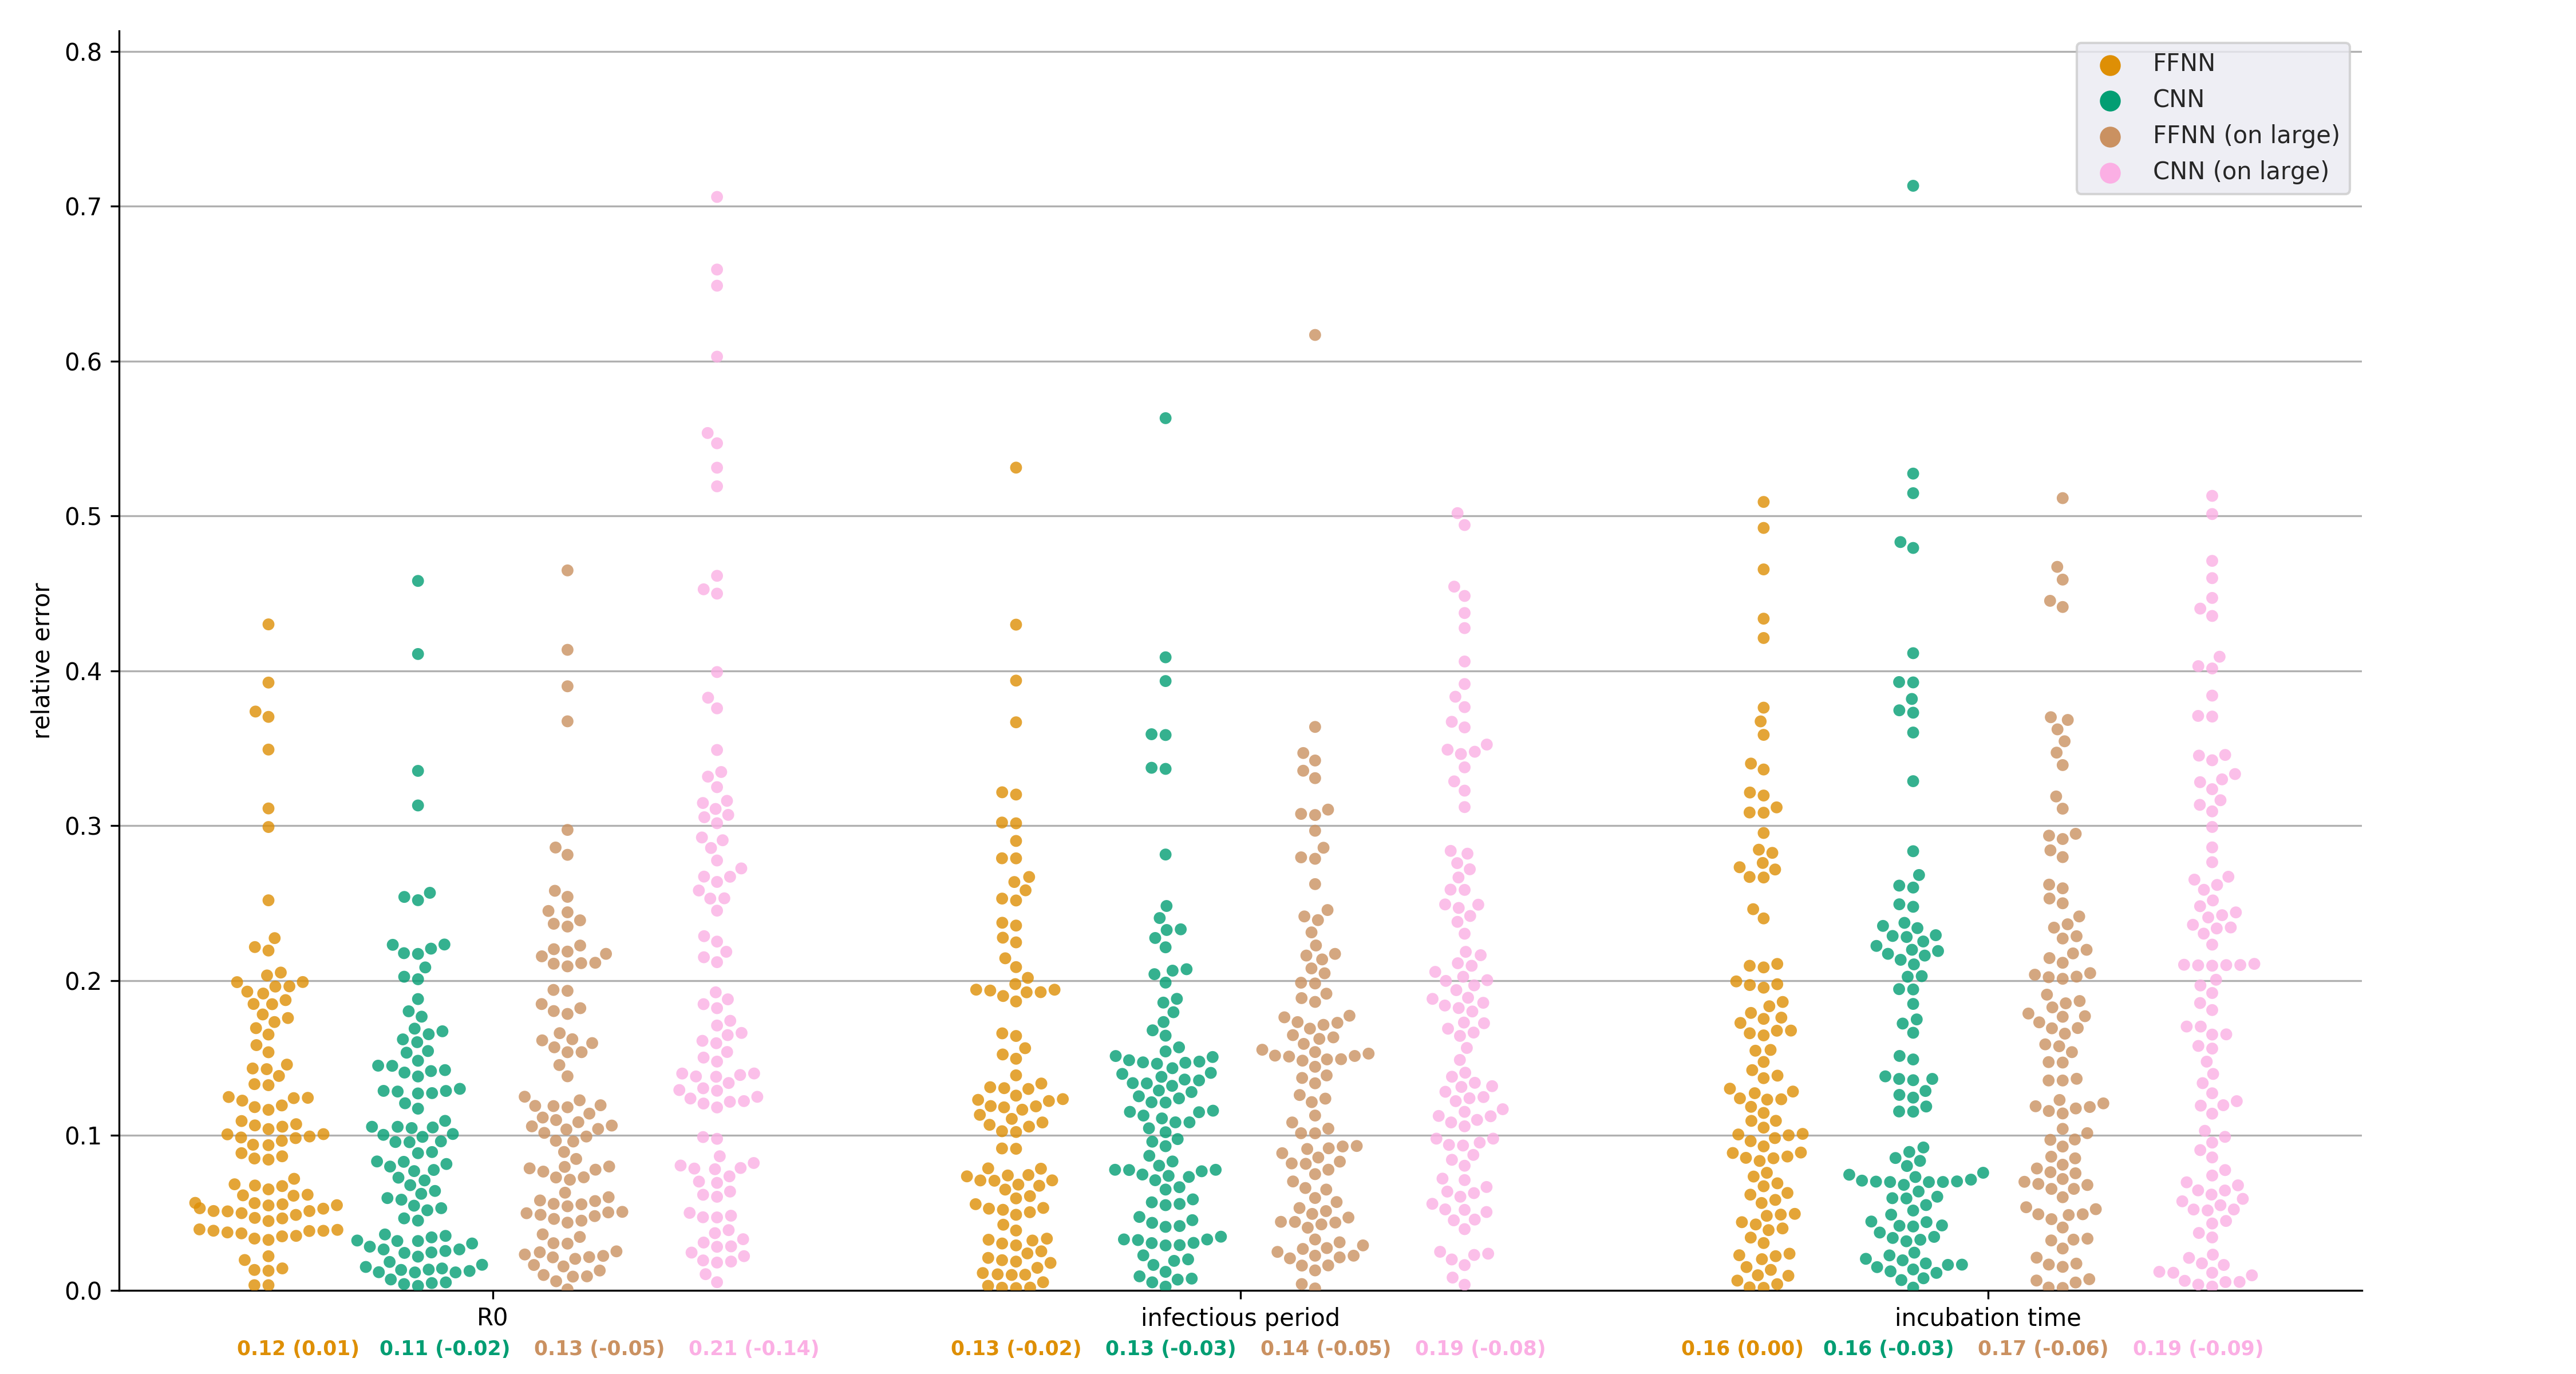 0.8
0.7
0.6
0.5
0.4
0.3
0.2
0.1
0.0
relative error
FFNN
CNN
FFNN (on large)
CNN (on large)
R0 infectious period incubation time
0.12 (0.01) 0.11 (-0.02) 0.13 (-0.05) 0.21 (-0.14) 0.13 (-0.02) 0.13 (-0.03) 0.14 (-0.05) 0.19 (-0.08) 0.16 (0.00) 0.16 (-0.03) 0.17 (-0.06) 0.19 (-0.09)